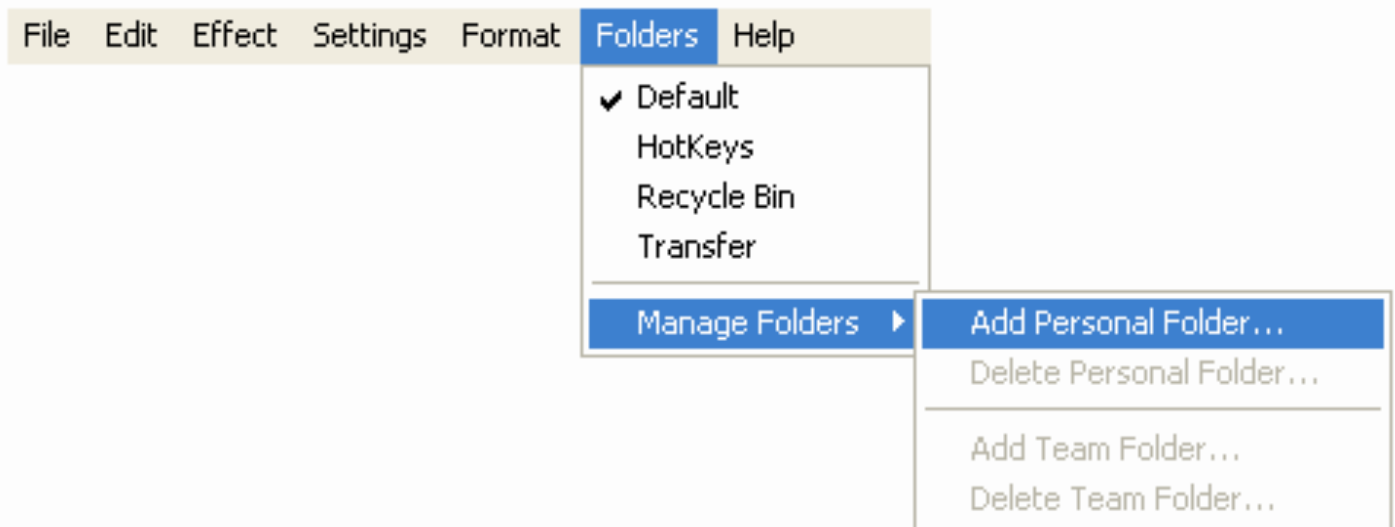 File Edit Effect Settings Format Folders Help
Default
HotKeys
Recycle Bin
Transfer
Manage Folders
Add Personal Folder...
Delete Personal Folder...
Add Team Folder...
Delete Team Folder...